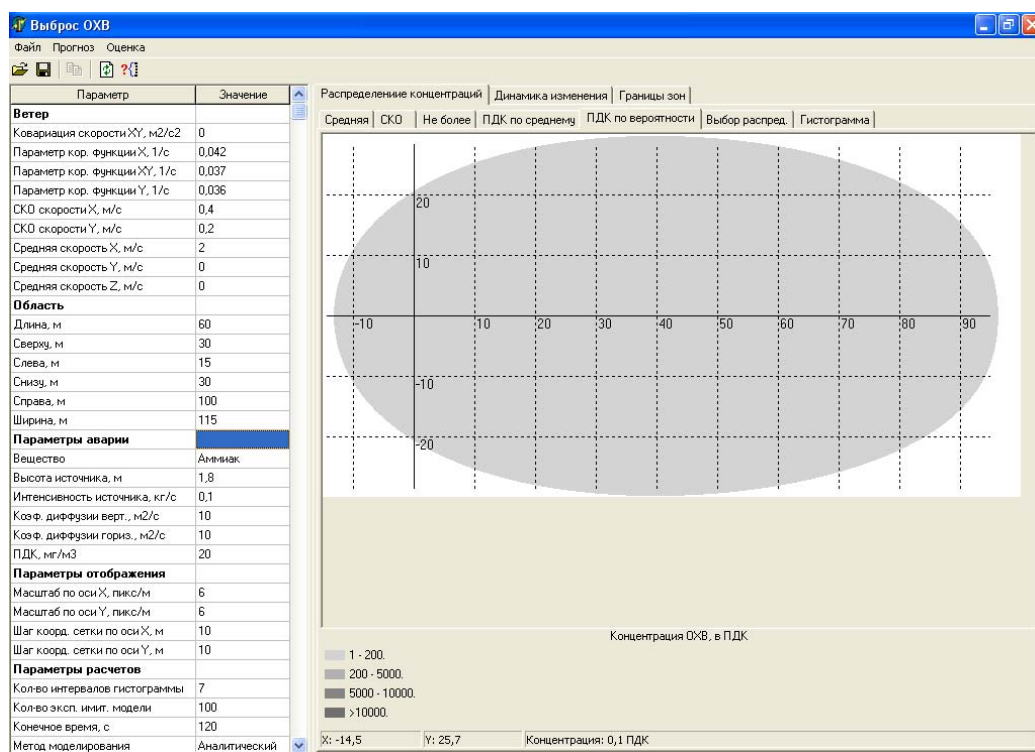 Выброс ОХВ
Файл Прогноз Оценка
Параметр Значение
Ветер
Ковариация скорости XY, м2/с2 0
Параметр кор. функции X, 1/с 0,042
Параметр кор. функции XY, 1/с 0,037
Параметр кор. функции Y, 1/с 0,036
СКО скорости X, м/с 0,4
СКО скорости Y, м/с 0,2
Средняя скорость X, м/с 2
Средняя скорость Y, м/с 0
Средняя скорость Z, м/с 0
Область
Длина, м 60
Сверху, м 30
Слева, м 15
Снизу, м 30
Справа, м 100
Ширина, м 115
Параметры аварии
Вещество Аммиак
Высота источника, м 1,8
Интенсивность источника, кг/с 0,1
Коэф. диффузии верт., м2/с 10
Коэф. диффузии гориз., м2/с 10
ПДК, мг/м3 20
Параметры отображения
Масштаб по оси X, пикс/м 6
Масштаб по оси Y, пикс/м 6
Шаг коорд. сетки по оси X, м 10
Шаг коорд. сетки по оси Y, м 10
Параметры расчетов
Кол-во интервалов гистограммы 7
Кол-во эксп. имит. модели 100
Конечное время, с 120
Метод моделирования Аналитический
Распределениие концентраций Динамика изменения Границы зон
Средняя СКО Не более ПДК по среднему ПДК по вероятности Выбор распред. Гистограмма
20
10
-10 10 20 30 40 50 60 70 80 90
-10
-20
Концентрация ОХВ, в ПДК
1 - 200.
200 - 5000.
5000 - 10000.
>10000.
X: -14,5 Y: 25,7 Концентрация: 0,1 ПДК